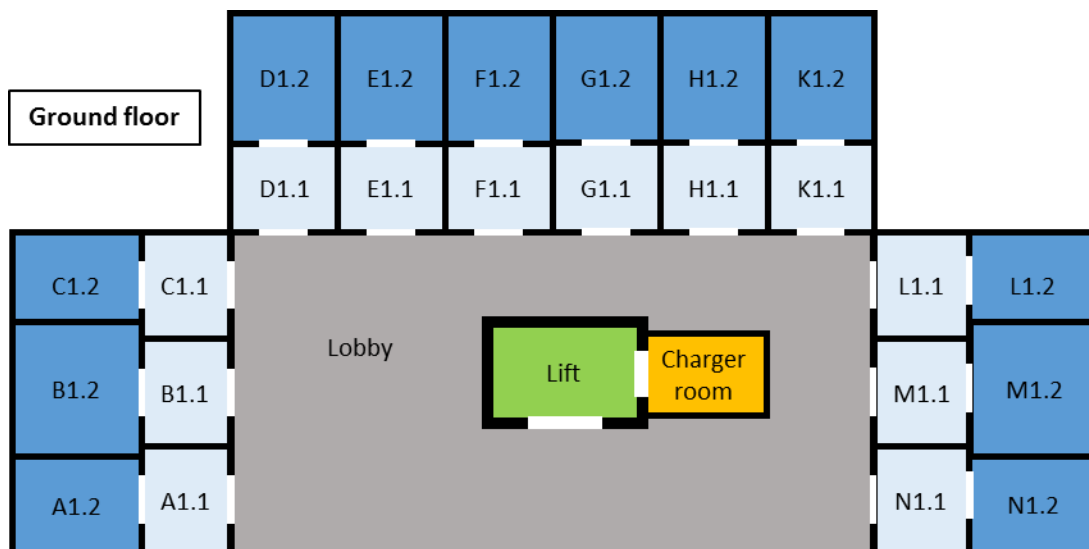 Ground floor
D1.2 E1.2 F1.2 G1.2 H1.2 K1.2
D1.1 E1.1 F1.1 G1.1 H1.1 K1.1
C1.2 C1.1 L1.1 L1.2
Lobby
Lift
Charger
room
B1.2 B1.1 M1.1 M1.2
A1.2 A1.1 N1.1 N1.2